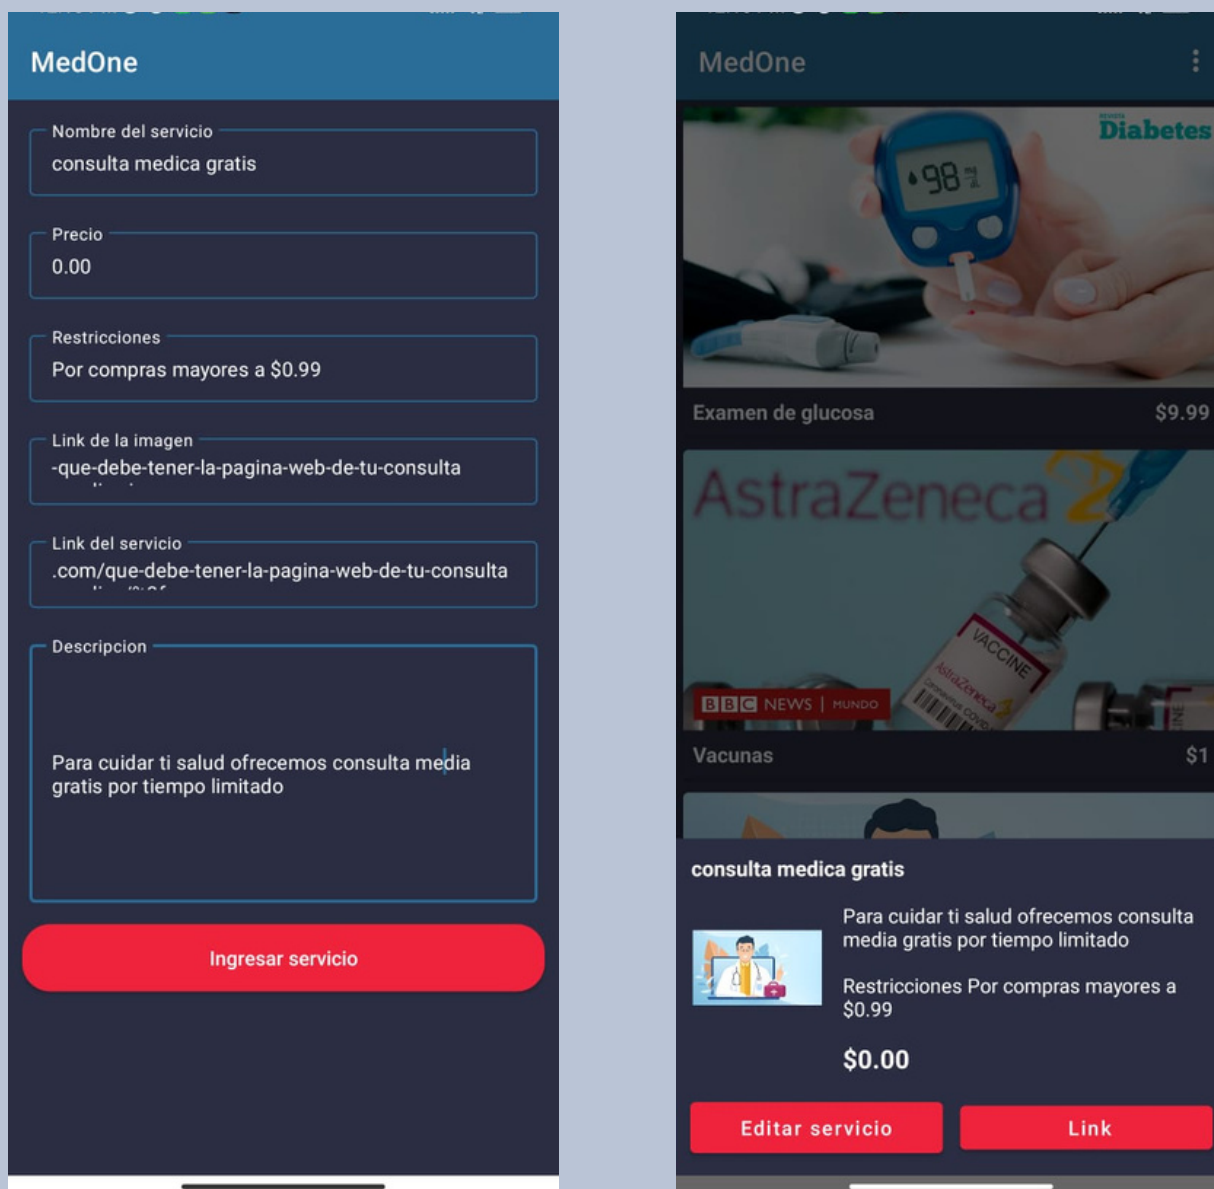 MedOne
Nombre del servicio
consulta medica gratis
Precio
0.00
Restricciones
Por compras mayores a $0.99
Link de la imagen
-que-debe-tener-la-pagina-web-de-tu-consulta
Link del servicio
.com/que-debe-tener-la-pagina-web-de-tu-consulta
Descripcion
Para cuidar ti salud ofrecemos consulta media
gratis por tiempo limitado
Ingresar servicio
MedOne
Diabetes
98
Examen de glucosa $9.99
AstraZeneca
VACCINE
AstraZeneca
BBC NEWS | MUNDO
Vacunas $1
consulta medica gratis
Para cuidar ti salud ofrecemos consulta
media gratis por tiempo limitado
Restricciones Por compras mayores a
$0.99
$0.00
Editar servicio
Link